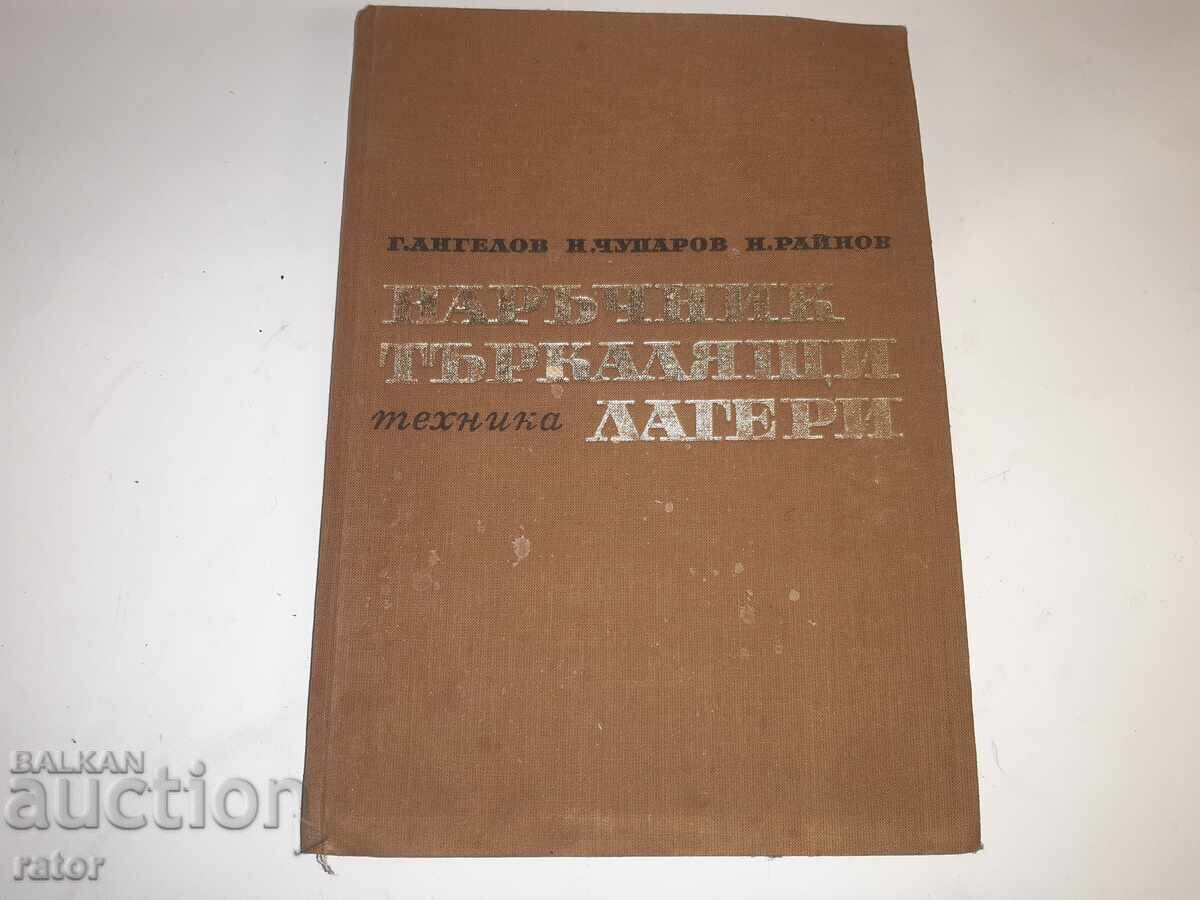 Г. АНГЕЛОВ Н. ЧУПАРОВ Н. РАЙНОВ
НАРЪЧНИК
ТЪРКАЛЯЩИ
техника ЛАГЕРИ
BALKAN
auction
rator